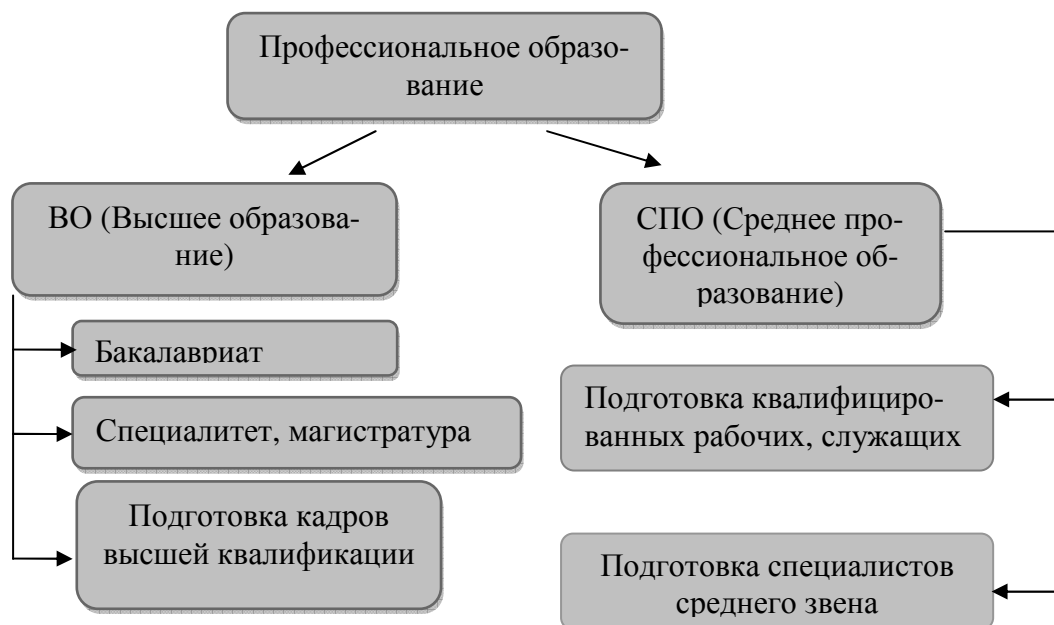 Профессиональное образо-
вание
ВО (Высшее образова-
ние)
СПО (Среднее про-
фессиональное об-
разование)
Бакалавриат
Специалитет, магистратура
Подготовка кадров
высшей квалификации
Подготовка квалифициро-
ванных рабочих, служащих
Подготовка специалистов
среднего звена